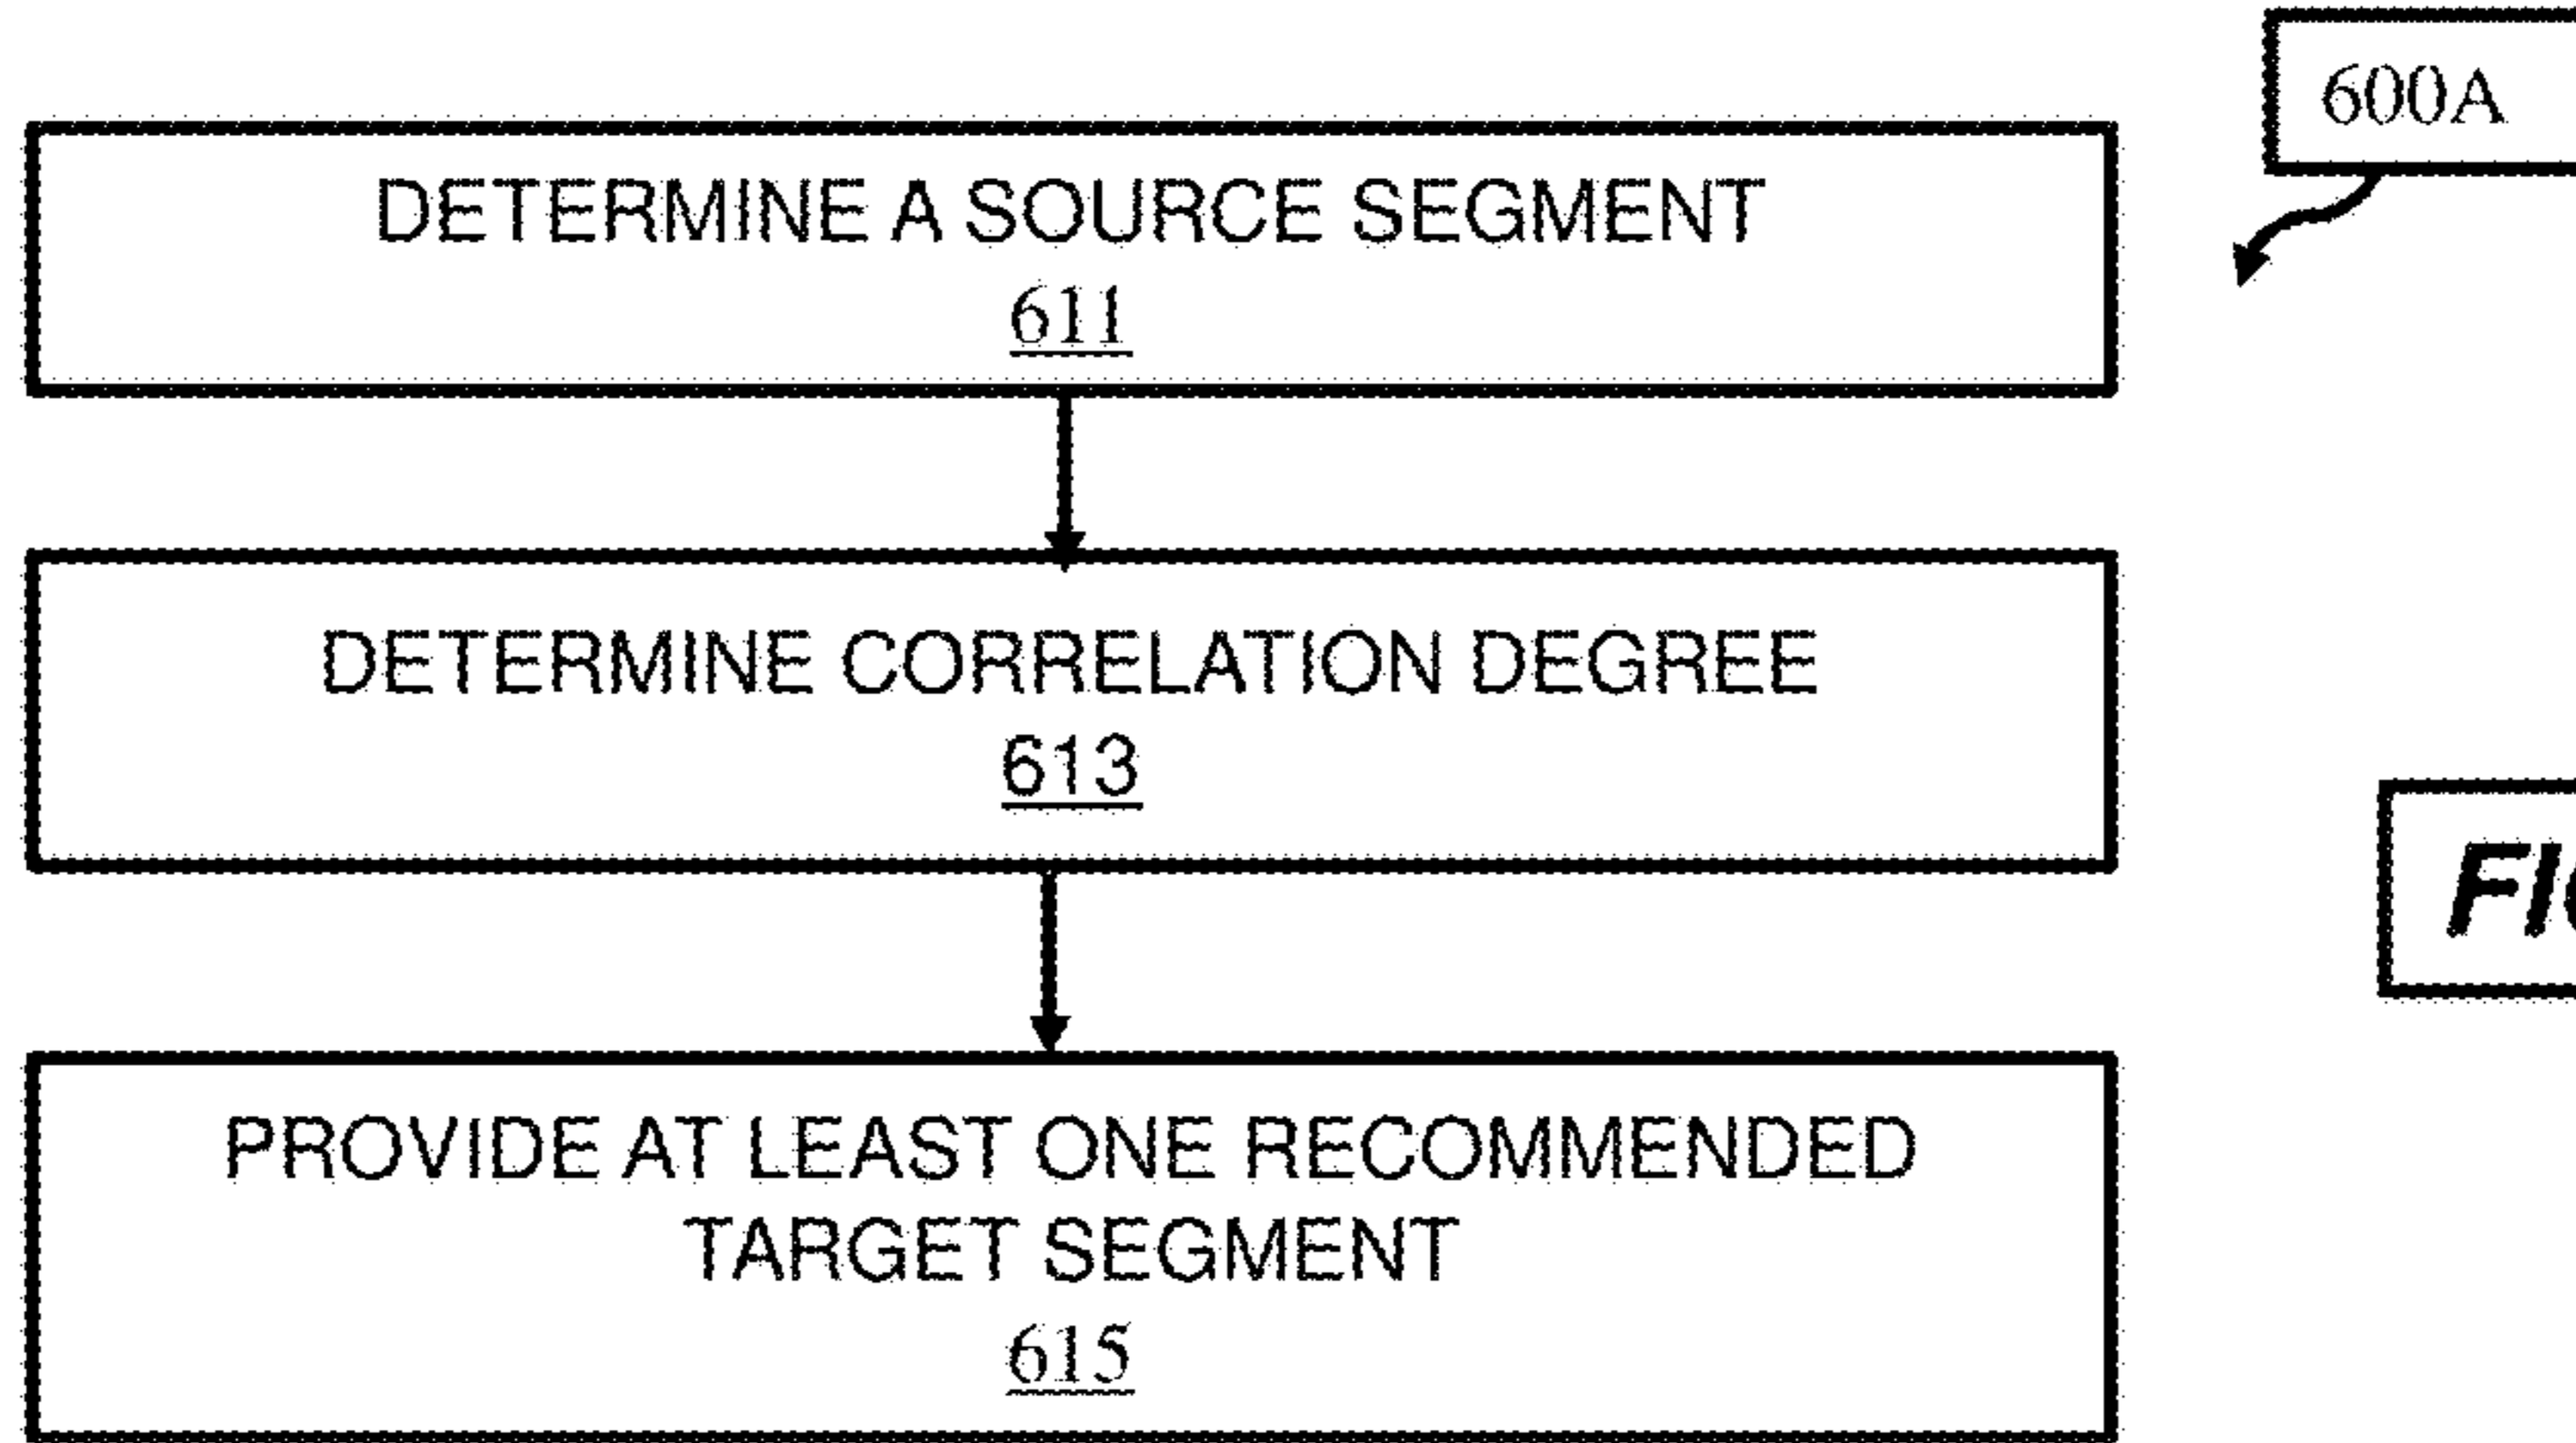 600A
DETERMINE A SOURCE SEGMENT
611
DETERMINE CORRELATION DEGREE
613
PROVIDE AT LEAST ONE RECOMMENDED
TARGET SEGMENT
615